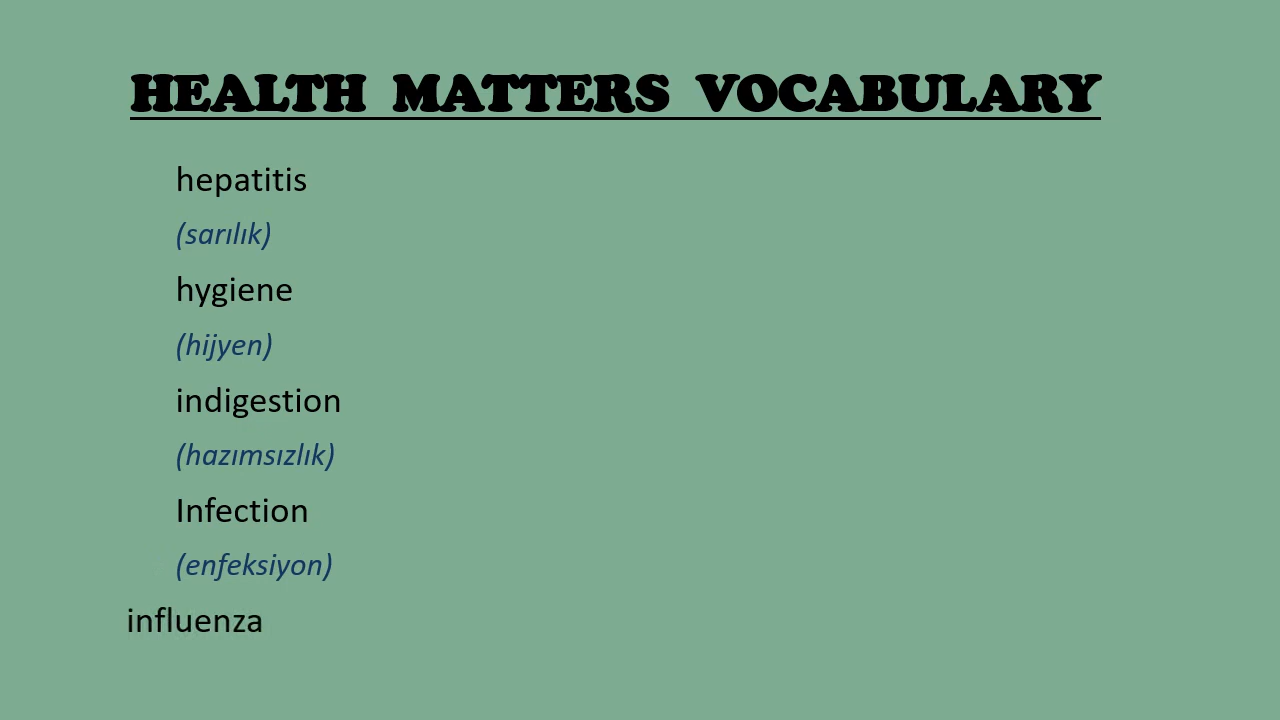 HEALTH MATTERS VOCABULARY
hepatitis
(sarılık)
hygiene
(hijyen)
indigestion
(hazımsızlık)
Infection
(enfeksiyon)
influenza